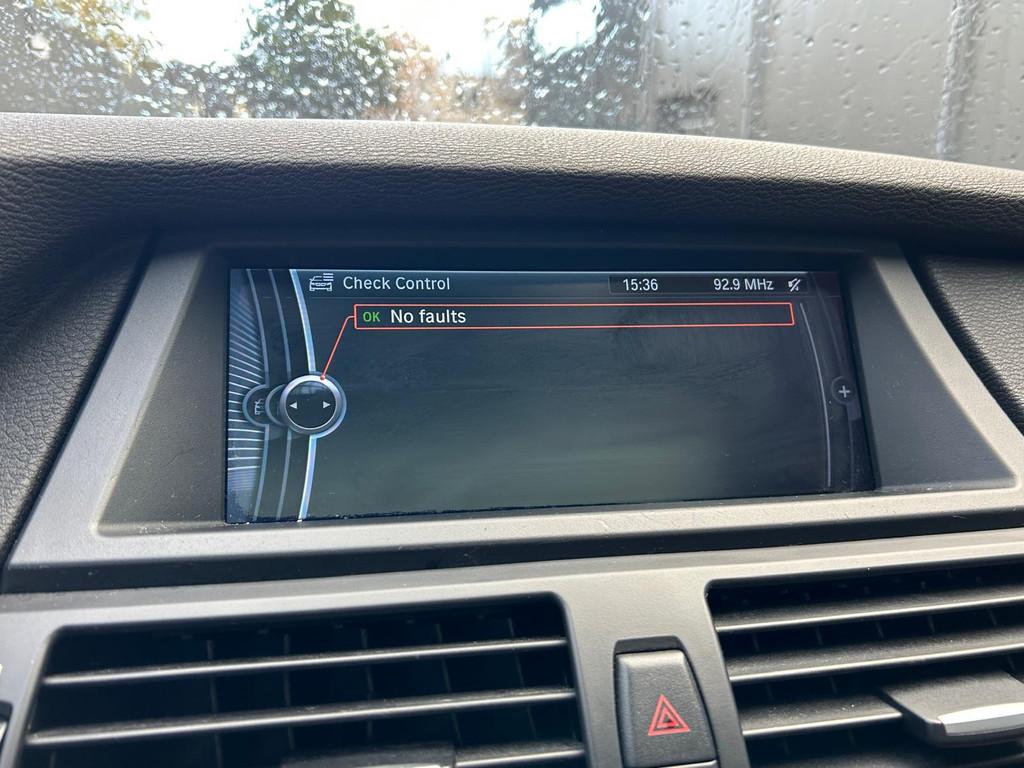 Check Control 15:36 92.9 MHz
OK No faults
+